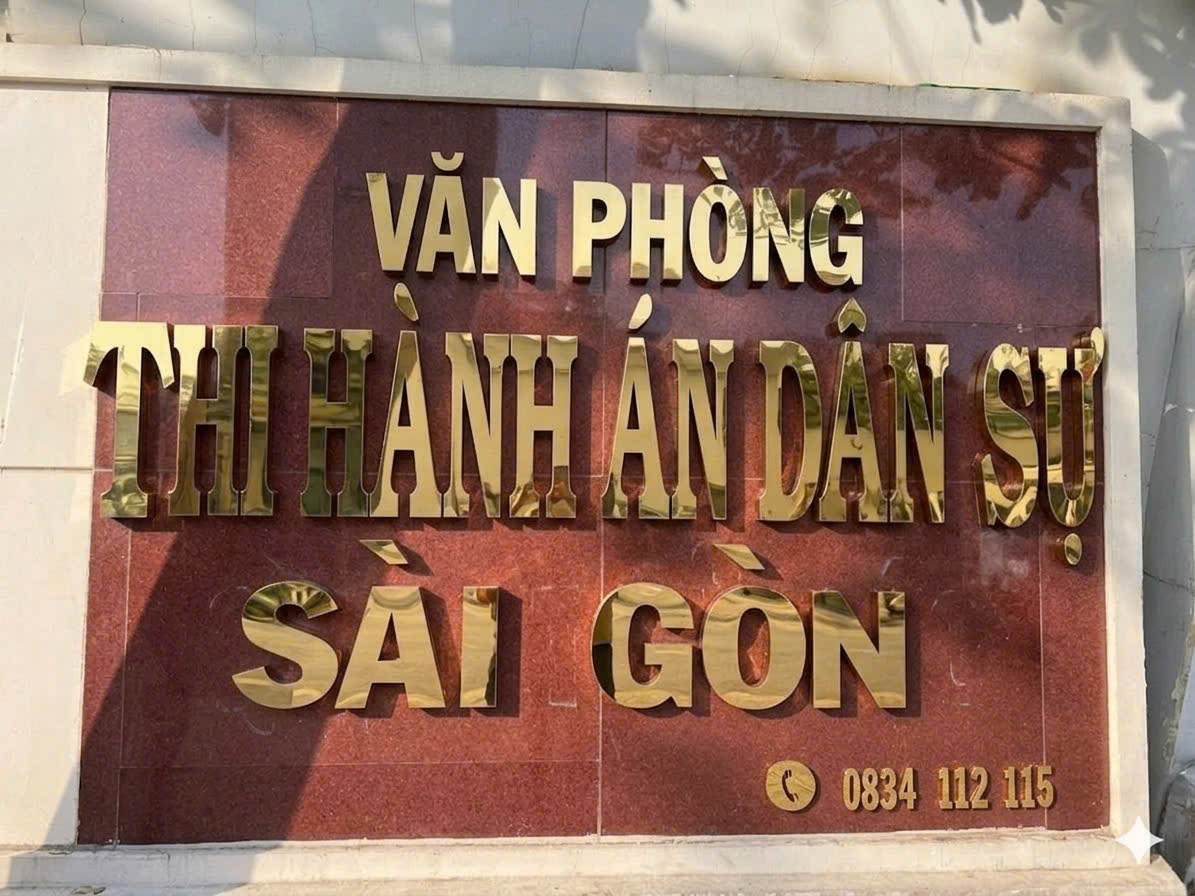 VĂN PHÒNG
THI HÀNH ÁN DÂN SỰ
SÀI GÒN
0834 112 115